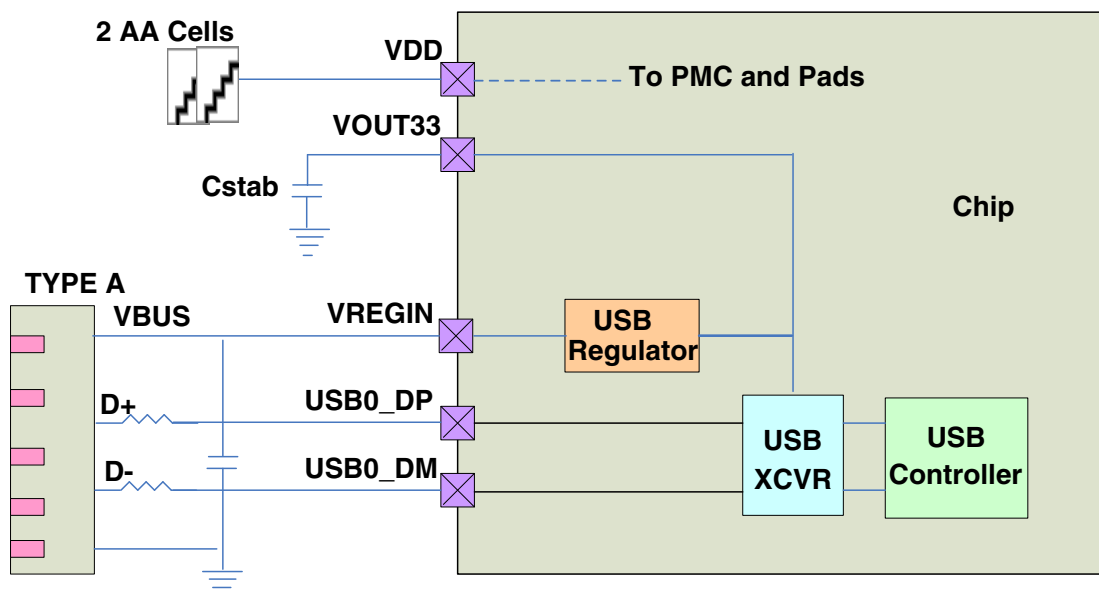 2 AA Cells
VDD
To PMC and Pads
VOUT33
Cstab
Chip
TYPE A
VBUS
VREGIN
USB
Regulator
D+
USB0_DP
D-
USB0_DM
USB
XCVR
USB
Controller